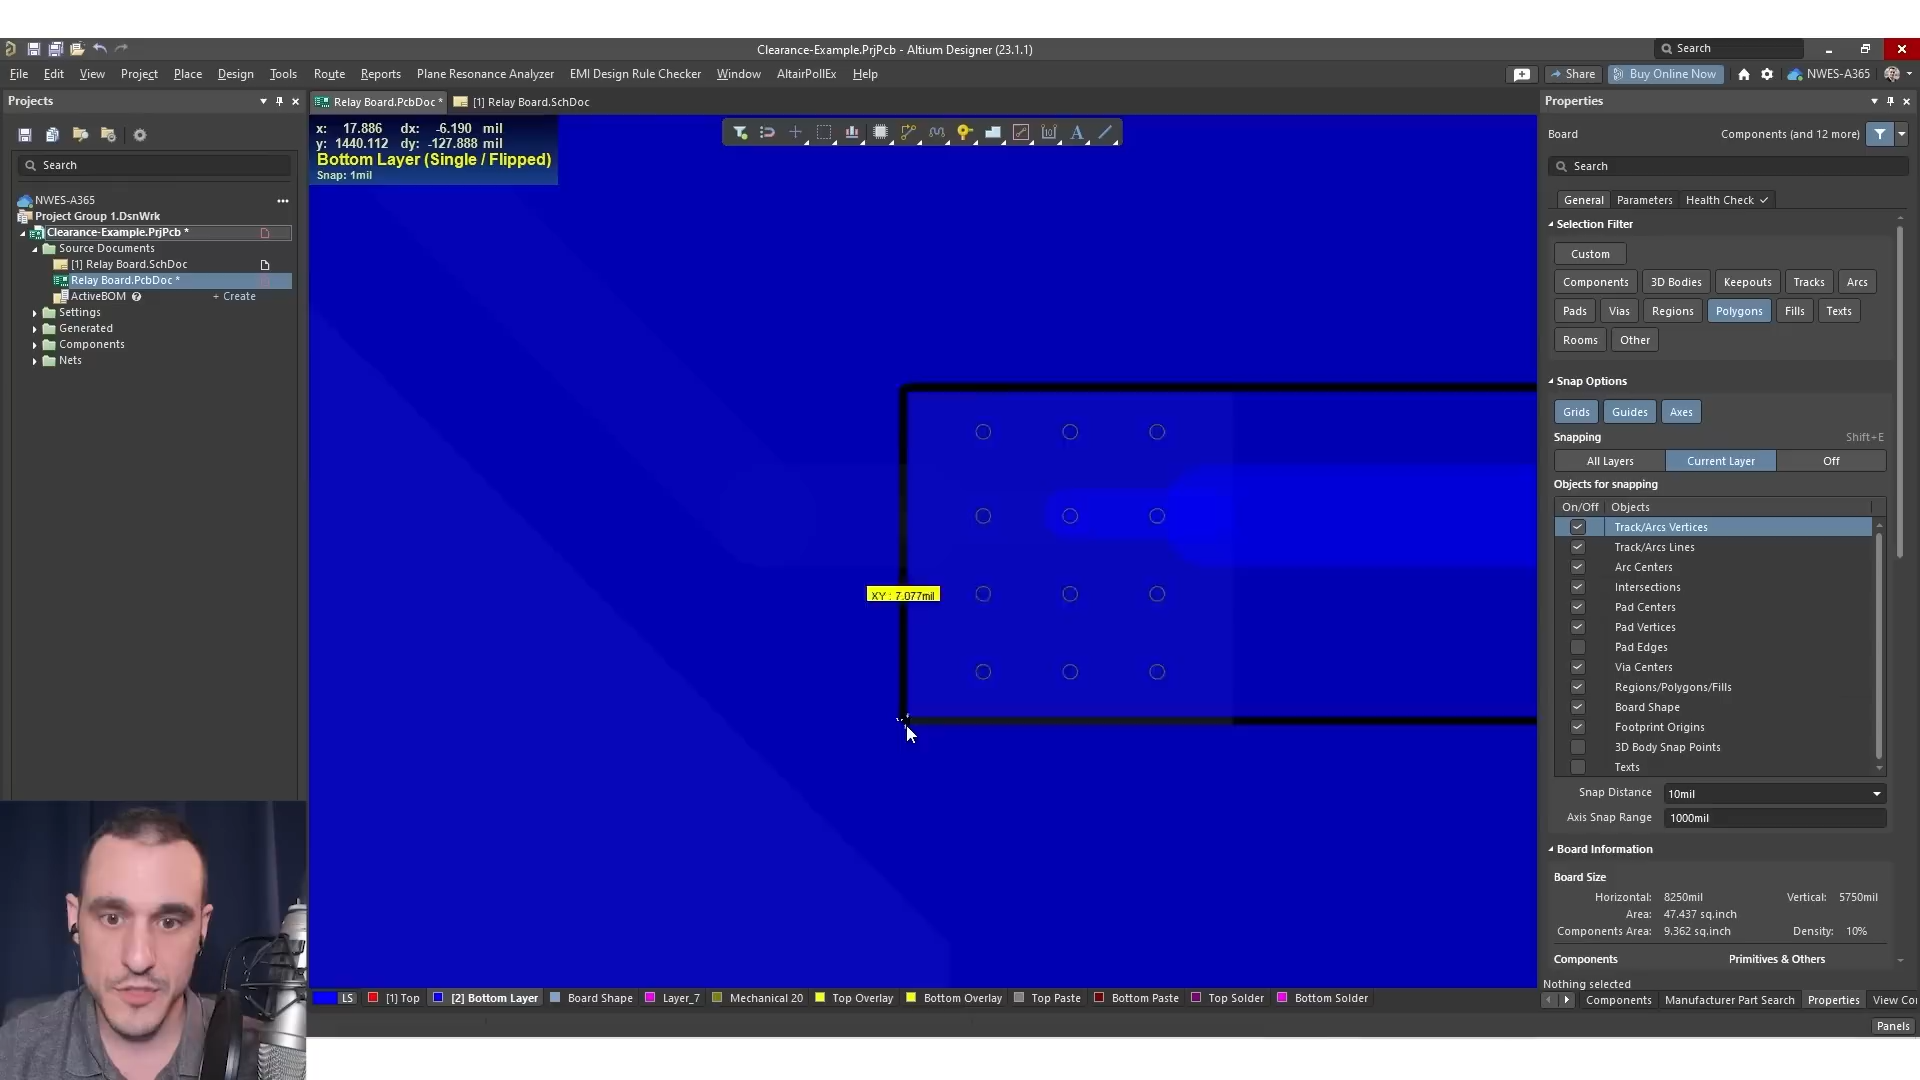 Clearance-Example.PrjPcb - Altium Designer (23.1.1)
Search
File Edit View Project Place Design Tools Route Reports Plane Resonance Analyzer EMI Design Rule Checker Window AltairPollEx Help
Share Buy Online Now NWES-A365
Projects
Relay Board.PcbDoc * [1] Relay Board.SchDoc
Properties
x: 17.886 dx: -6.190 mil
y: 1440.112 dy: -127.888 mil
Bottom Layer (Single / Flipped)
Snap: 1mil
Board Components (and 12 more)
Search
Search
NWES-A365
Project Group 1.DsnWrk
Clearance-Example.PrjPcb *
Source Documents
[1] Relay Board.SchDoc
Relay Board.PcbDoc *
ActiveBOM + Create
Settings
Generated
Components
Nets
General Parameters Health Check
Selection Filter
Custom
Components 3D Bodies Keepouts Tracks Arcs
Pads Vias Regions Polygons Fills Texts
Rooms Other
Snap Options
Grids Guides Axes
Snapping Shift+E
All Layers Current Layer Off
Objects for snapping
On/Off Objects
Track/Arcs Vertices
Track/Arcs Lines
Arc Centers
Intersections
Pad Centers
Pad Vertices
Pad Edges
Via Centers
Regions/Polygons/Fills
Board Shape
Footprint Origins
3D Body Snap Points
Texts
XY : 7.077mil
Snap Distance 10mil
Axis Snap Range 1000mil
Board Information
Board Size
Horizontal: 8250mil Vertical: 5750mil
Area: 47.437 sq.inch
Components Area: 9.362 sq.inch Density: 10%
Components Primitives & Others
Nothing selected
LS [1] Top [2] Bottom Layer Board Shape Layer_7 Mechanical 20 Top Overlay Bottom Overlay Top Paste Bottom Paste Top Solder Bottom Solder
Components Manufacturer Part Search Properties View Co
Panels